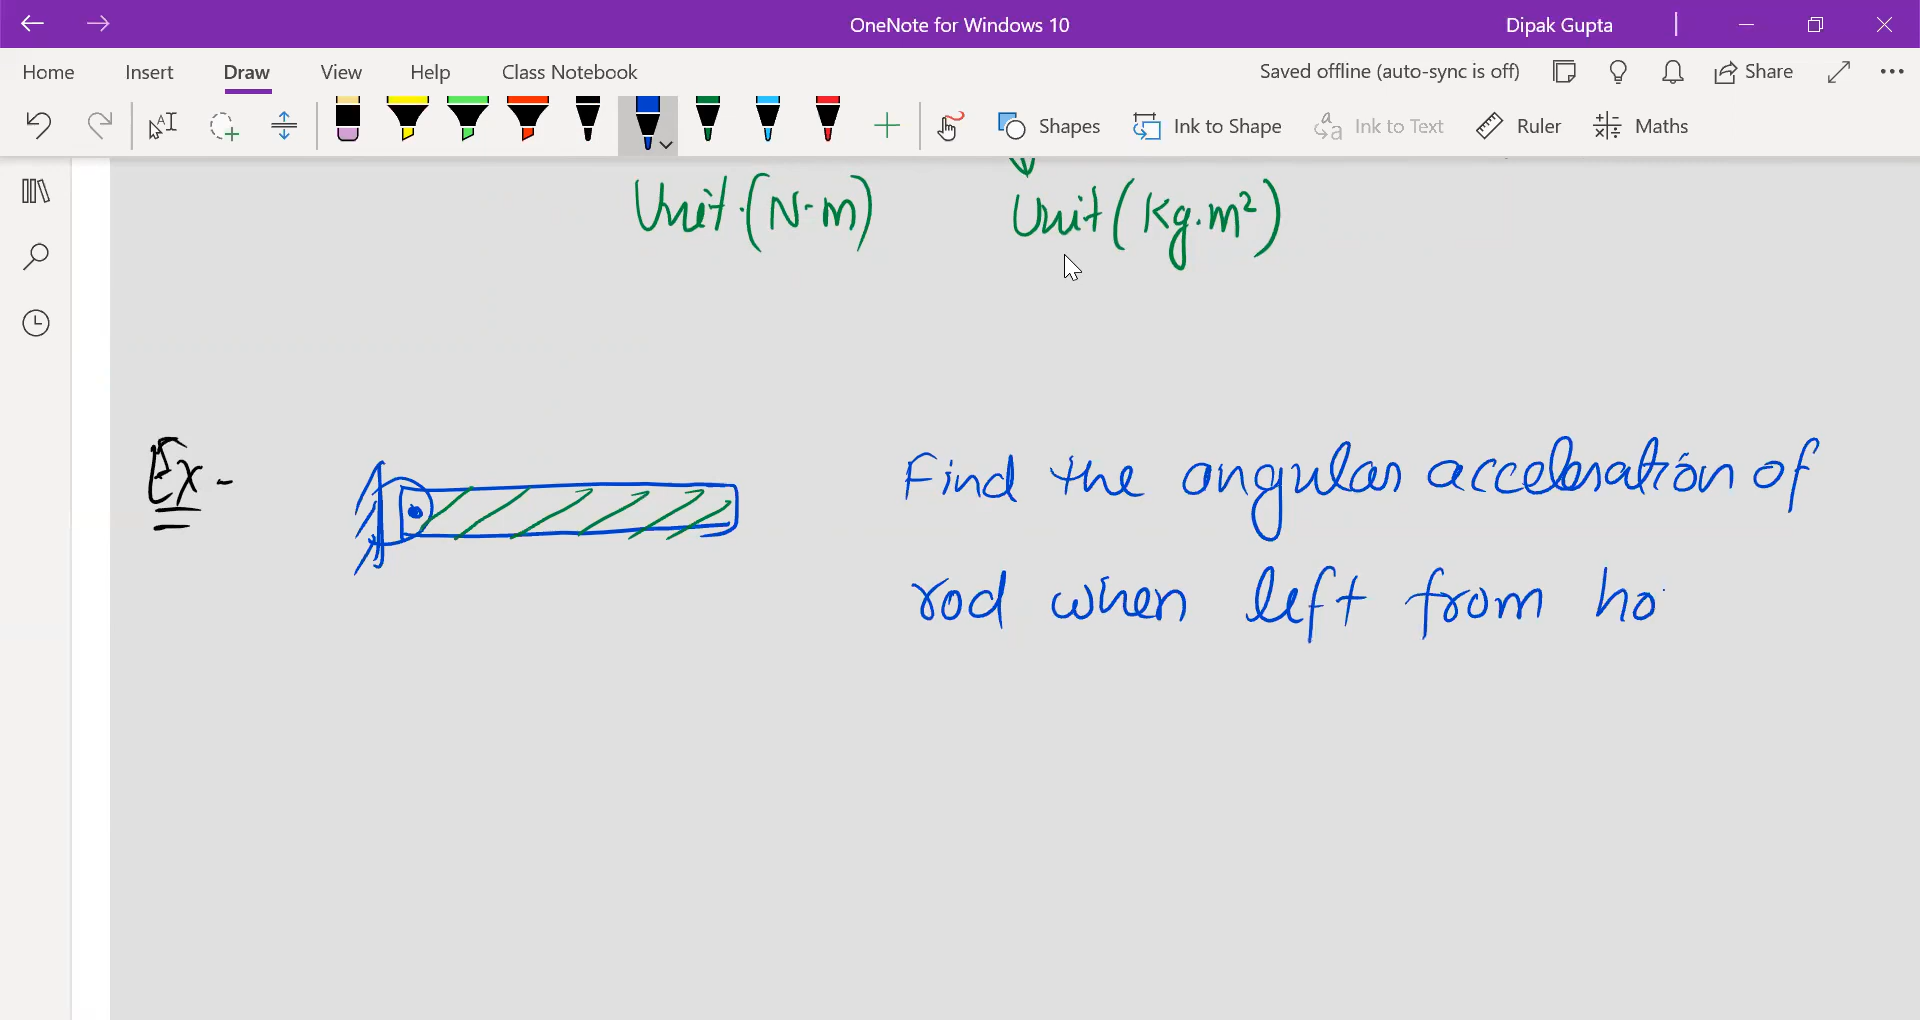 OneNote for Windows 10
Dipak Gupta
Home Insert Draw View Help Class Notebook
Saved offline (auto-sync is off) Share
Shapes Ink to Shape Ink to Text Ruler Maths
Unit.(N-m) Unit (Kg.m²)
Ex -
Find the angular acceleration of
rod when left from ho